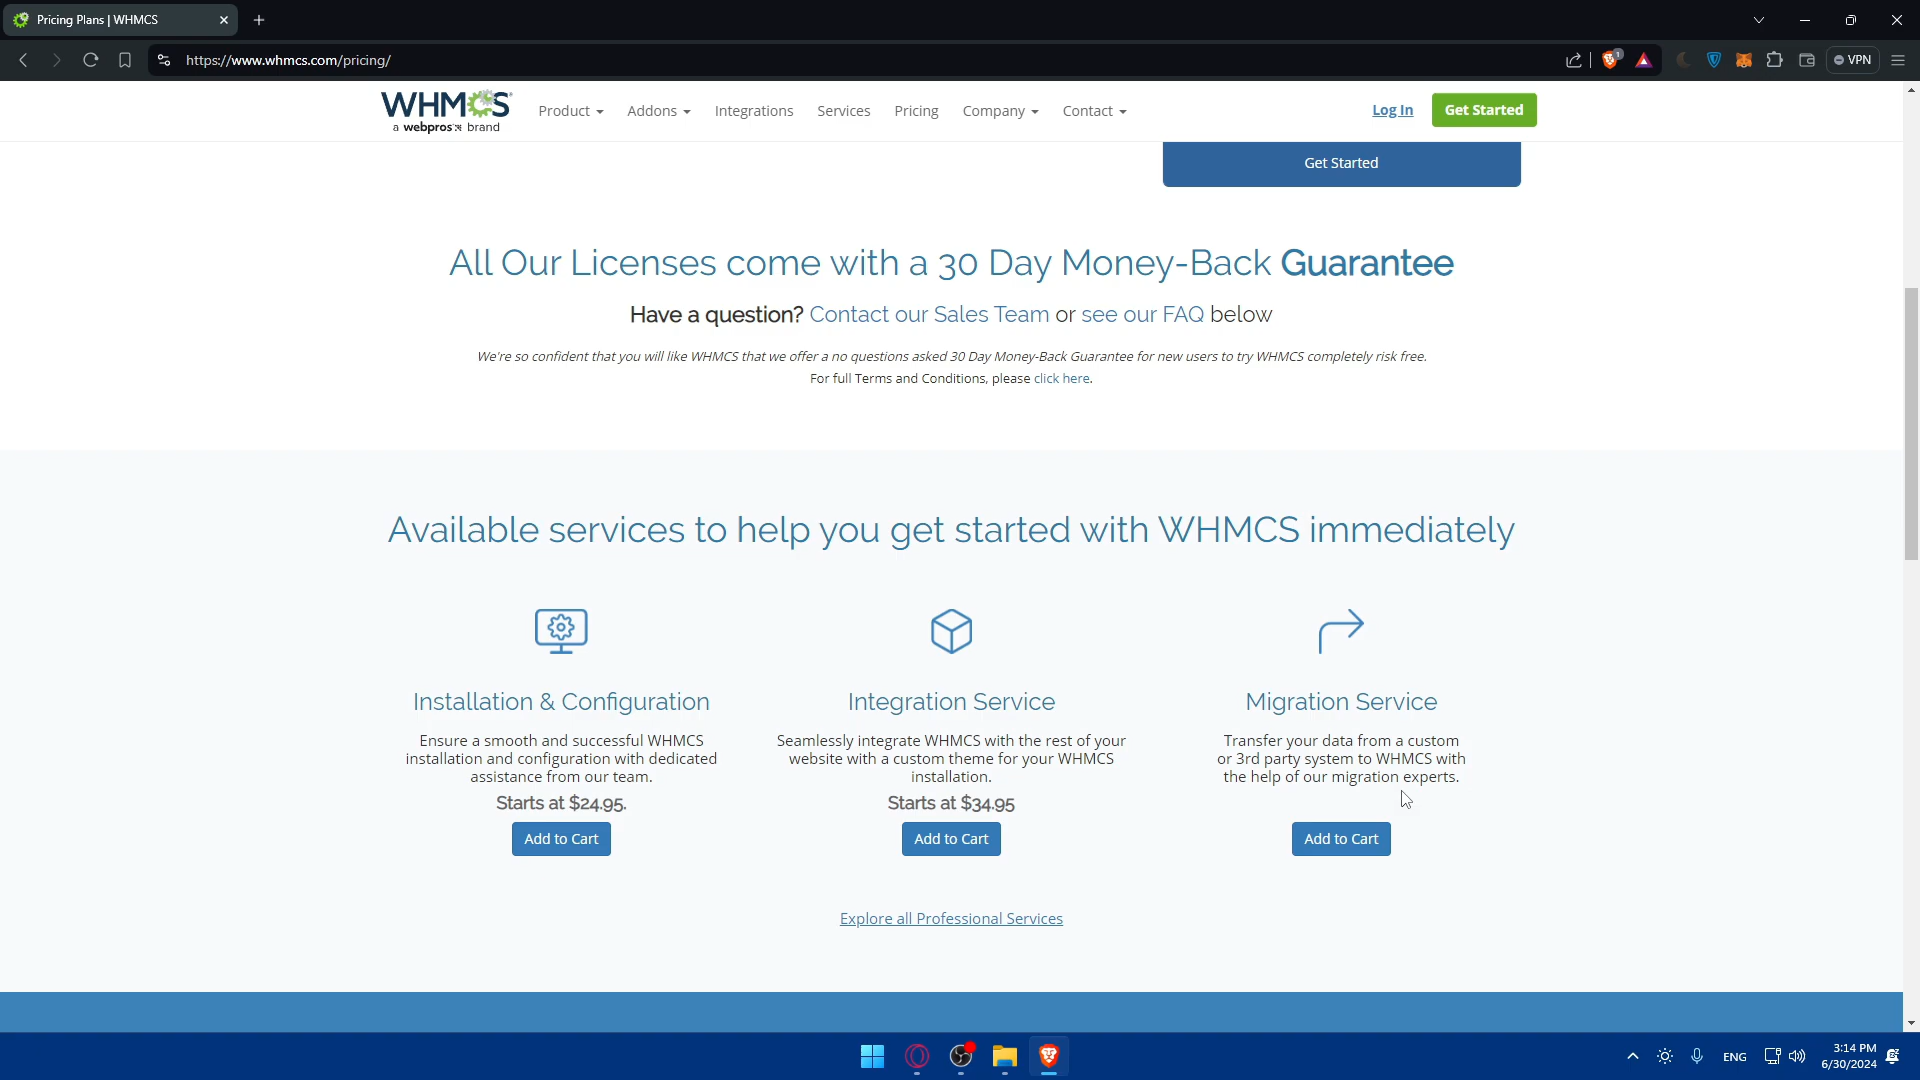 Pricing Plans | WHMCS
https://www.whmcs.com/pricing/
1
VPN
WHMCS
a webpros brand
Product
Addons
Integrations
Services
Pricing
Company
Contact
Log In
Get Started
Get Started
All Our Licenses come with a 30 Day Money-Back Guarantee
Have a question? Contact our Sales Team or see our FAQ below
We're so confident that you will like WHMCS that we offer a no questions asked 30 Day Money-Back Guarantee for new users to try WHMCS completely risk free.
For full Terms and Conditions, please click here.
Available services to help you get started with WHMCS immediately
Installation & Configuration
Ensure a smooth and successful WHMCS
installation and configuration with dedicated
assistance from our team.
Starts at $24.95.
Add to Cart
Integration Service
Seamlessly integrate WHMCS with the rest of your
website with a custom theme for your WHMCS
installation.
Starts at $34.95
Add to Cart
Migration Service
Transfer your data from a custom
or 3rd party system to WHMCS with
the help of our migration experts.
Add to Cart
Explore all Professional Services
ENG
3:14 PM
6/30/2024